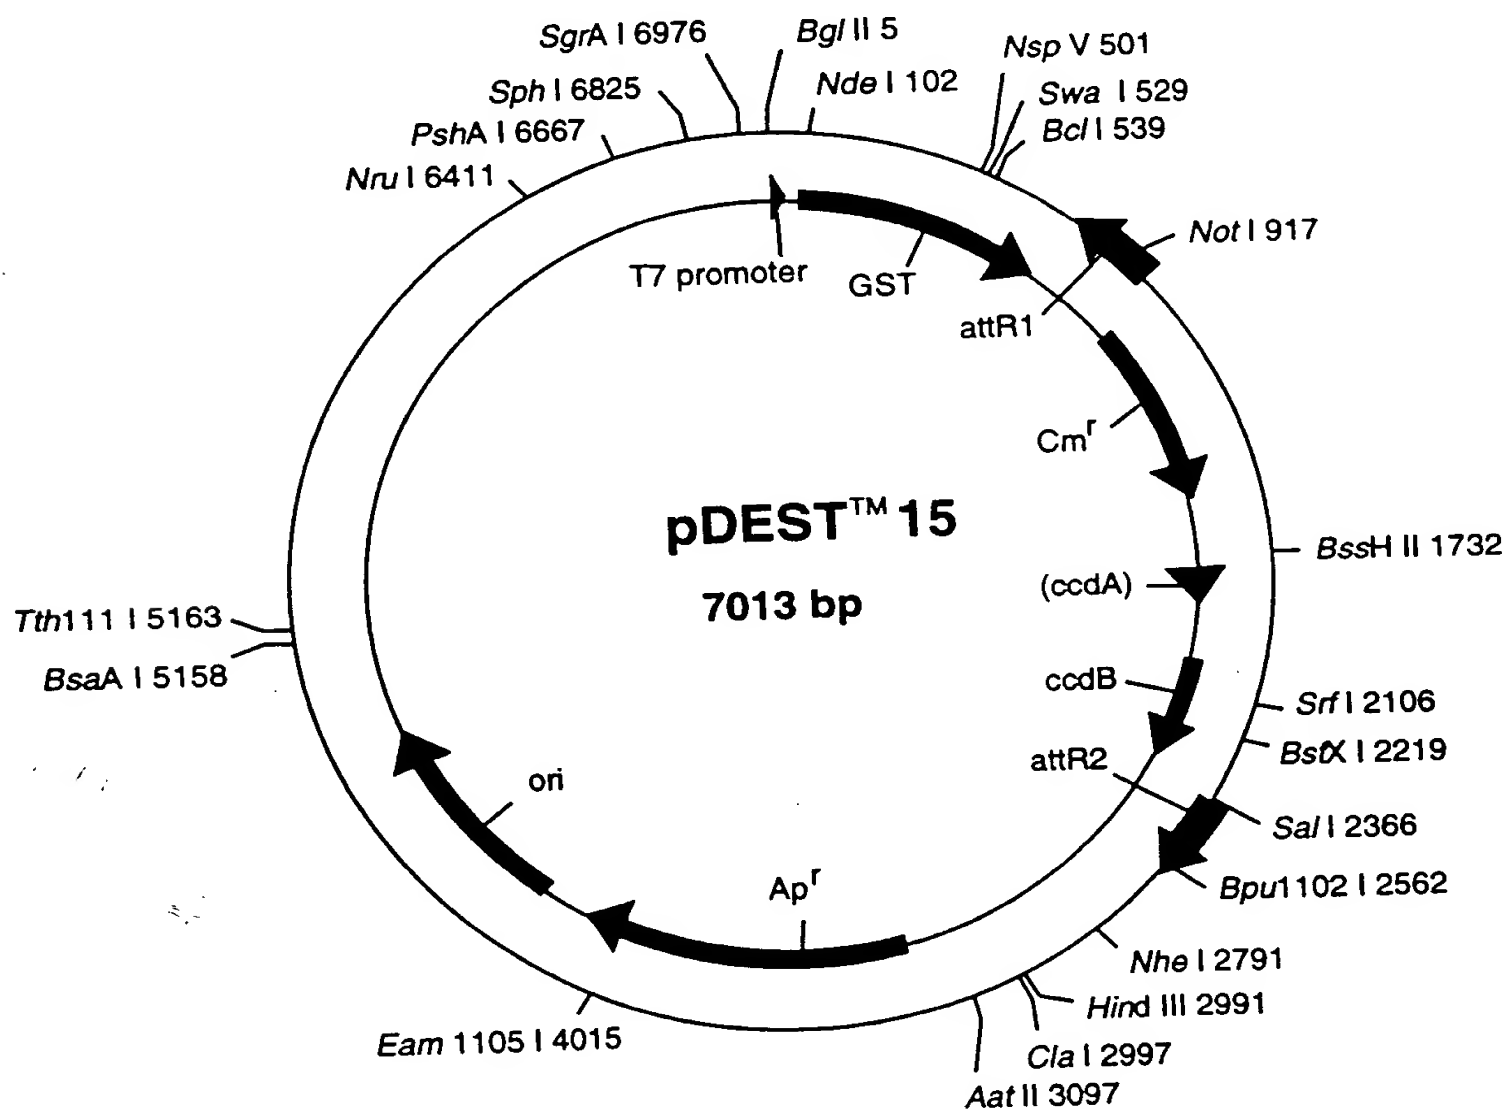 SgrA I 6976
Bgl II 5
Nsp V 501
Sph I 6825
Nde I 102
Swa I 529
PshA I 6667
Bcl I 539
Nru I 6411
Not I 917
T7 promoter
GST
attR1
Cmʳ
pDEST™ 15
BssH II 1732
(ccdA)
7013 bp
Tth111 I 5163
BsaA I 5158
ccdB
Srf I 2106
BstX I 2219
attR2
ori
Sal I 2366
Apʳ
Bpu1102 I 2562
Nhe I 2791
Hind III 2991
Eam 1105 I 4015
Cla I 2997
Aat II 3097